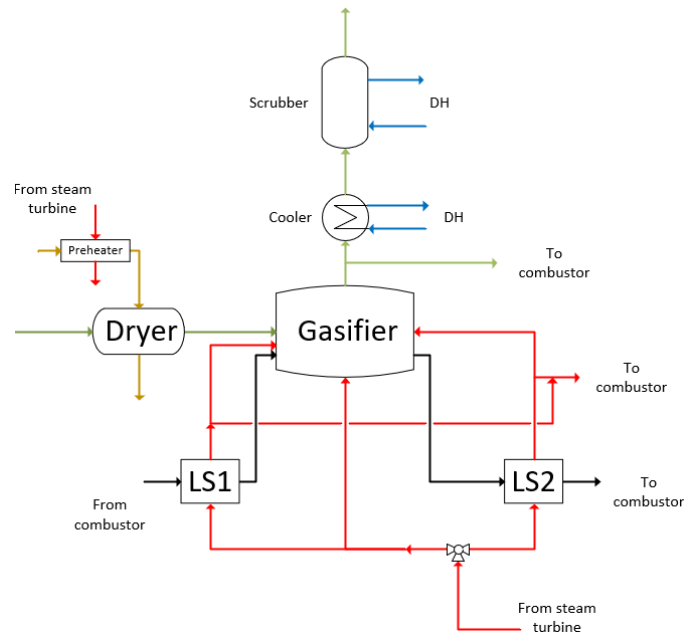 Scrubber
DH
From steam
turbine
Cooler
DH
Preheater
To
combustor
Dryer
Gasifier
To
combustor
LS1
LS2
From
combustor
To
combustor
From steam
turbine